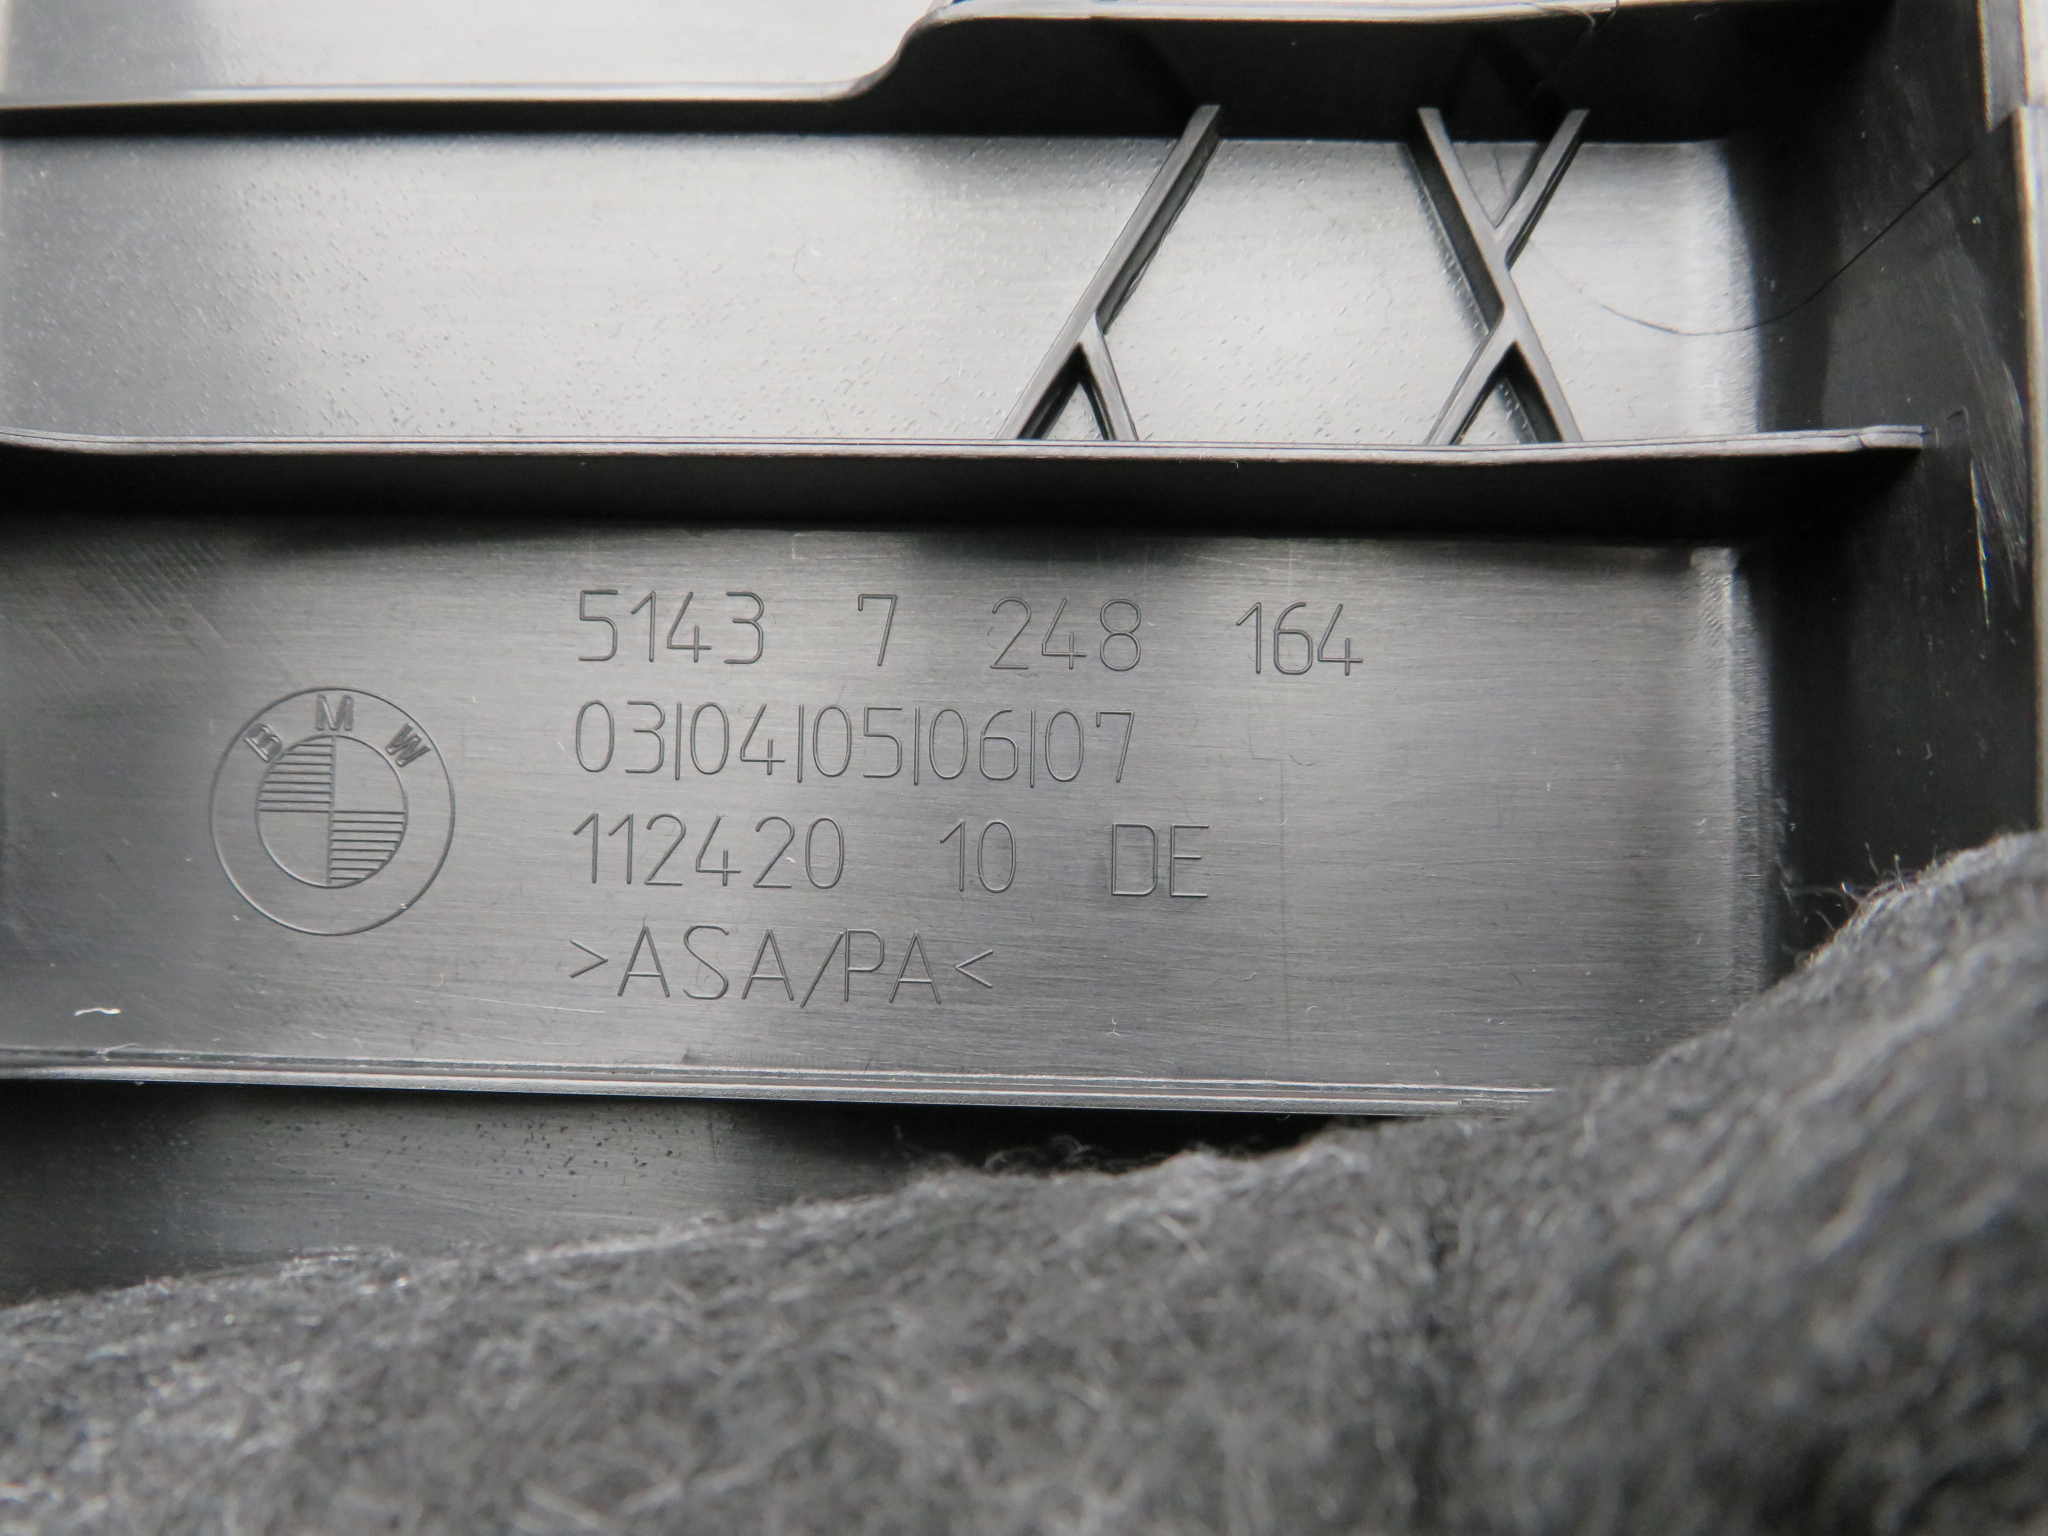 BMW
5143 7 248 164
03|04|05|06|07
112420 10 DE
>ASA/PA<